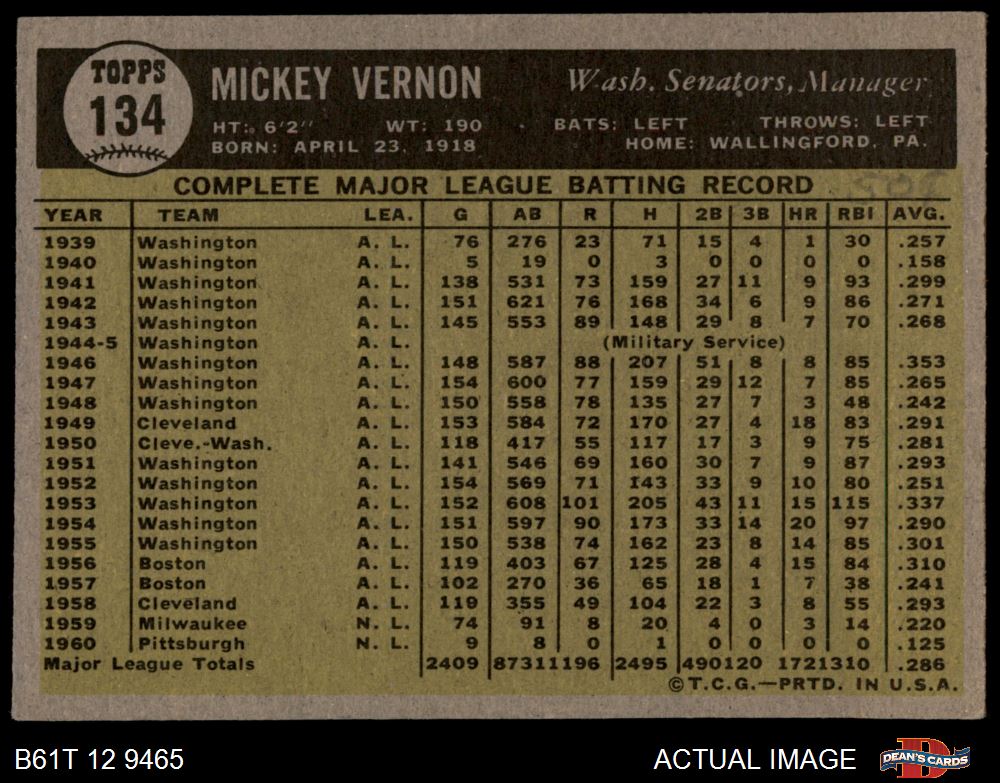 TOPPS
134
MICKEY VERNON Wash. Senators, Manager
HT: 6'2" WT: 190 BATS: LEFT THROWS: LEFT
BORN: APRIL 23, 1918 HOME: WALLINGFORD, PA.
COMPLETE MAJOR LEAGUE BATTING RECORD
YEAR TEAM LEA. G AB R H 2B 3B HR RBI AVG.
1939 Washington A. L. 76 276 23 71 15 4 1 30 .257
1940 Washington A. L. 5 19 0 3 0 0 0 0 .158
1941 Washington A. L. 138 531 73 159 27 11 9 93 .299
1942 Washington A. L. 151 621 76 168 34 6 9 86 .271
1943 Washington A. L. 145 553 89 148 29 8 7 70 .268
1944-5 Washington A. L. (Military Service)
1946 Washington A. L. 148 587 88 207 51 8 8 85 .353
1947 Washington A. L. 154 600 77 159 29 12 7 85 .265
1948 Washington A. L. 150 558 78 135 27 7 3 48 .242
1949 Cleveland A. L. 153 584 72 170 27 4 18 83 .291
1950 Cleve.-Wash. A. L. 118 417 55 117 17 3 9 75 .281
1951 Washington A. L. 141 546 69 160 30 7 9 87 .293
1952 Washington A. L. 154 569 71 143 33 9 10 80 .251
1953 Washington A. L. 152 608 101 205 43 11 15 115 .337
1954 Washington A. L. 151 597 90 173 33 14 20 97 .290
1955 Washington A. L. 150 538 74 162 23 8 14 85 .301
1956 Boston A. L. 119 403 67 125 28 4 15 84 .310
1957 Boston A. L. 102 270 36 65 18 1 7 38 .241
1958 Cleveland A. L. 119 355 49 104 22 3 8 55 .293
1959 Milwaukee N. L. 74 91 8 20 4 0 3 14 .220
1960 Pittsburgh N. L. 9 8 0 1 0 0 0 0 .125
Major League Totals 2409 8731 1196 2495 490 120 172 1310 .286
©T.C.G.—PRTD. IN U.S.A.
B61T 12 9465 ACTUAL IMAGE DEAN'S CARDS